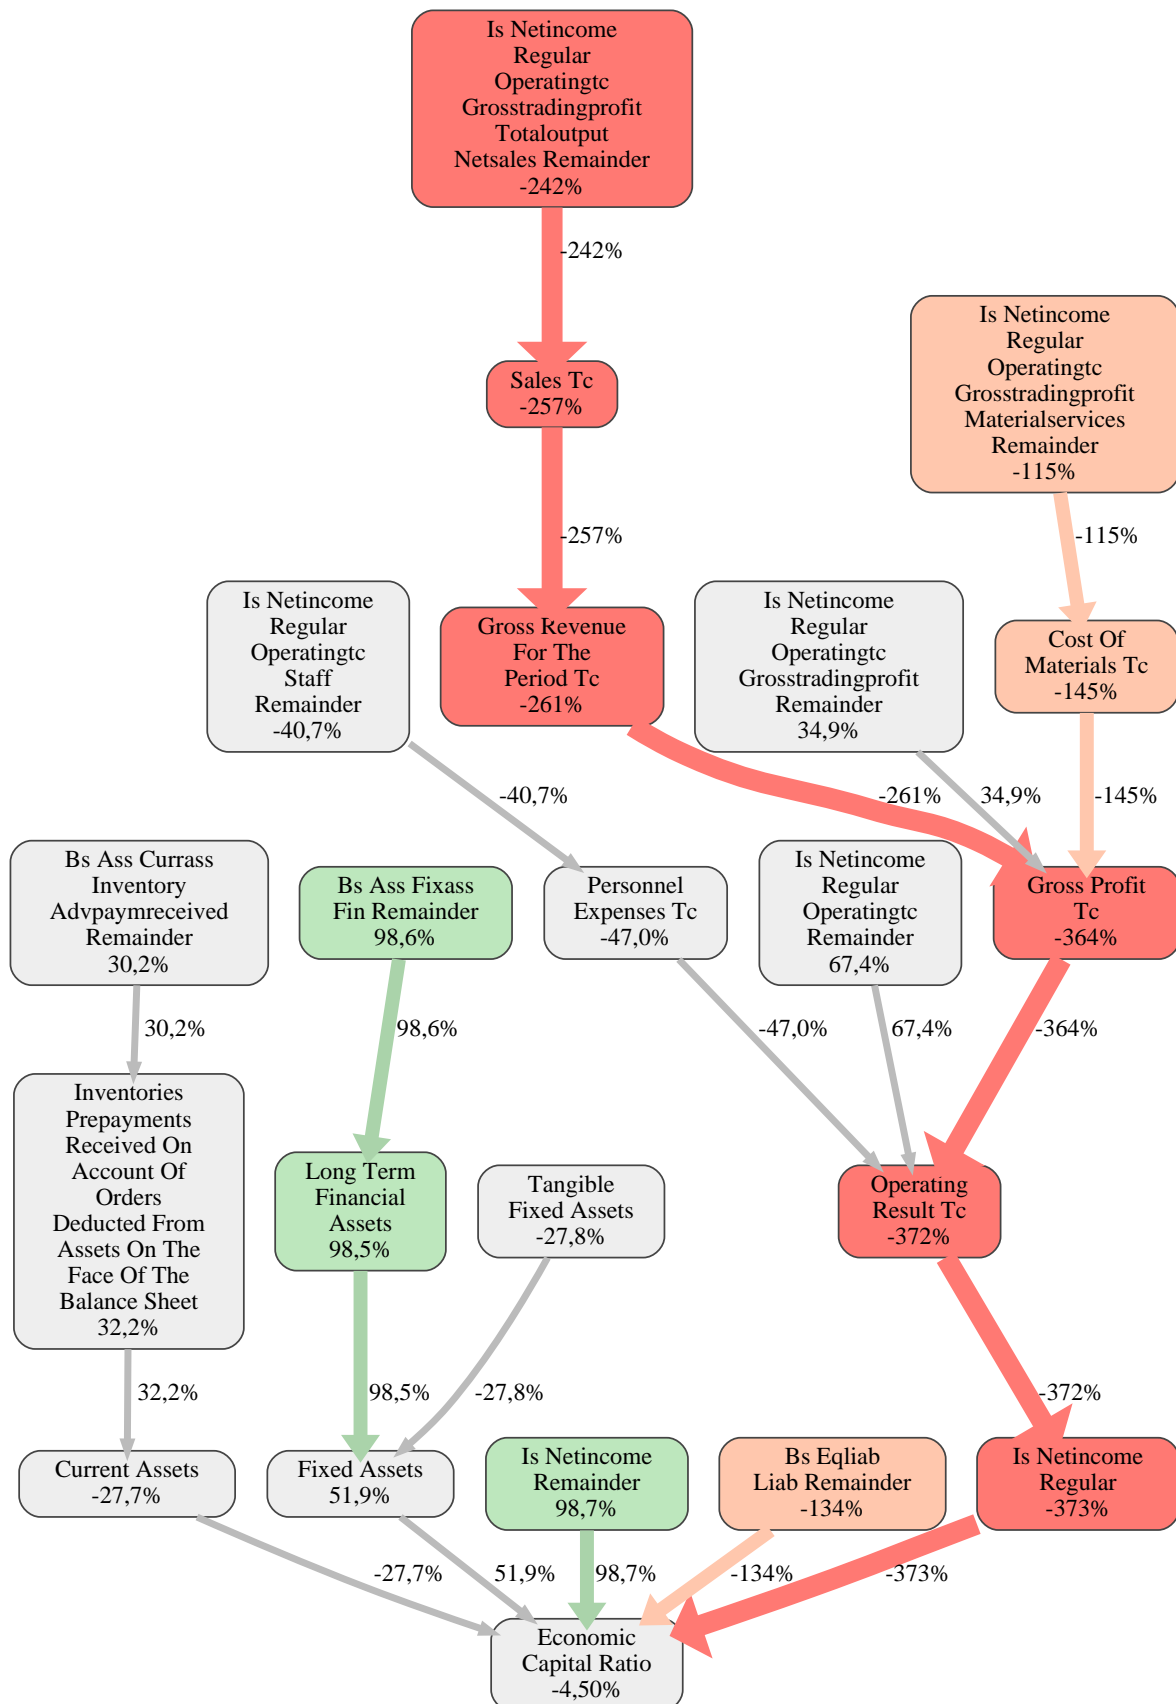 Is Netincome
Regular
Operatingtc
Grosstradingprofit
Totaloutput
Netsales Remainder
-242%
-242%
Is Netincome
Regular
Operatingtc
Grosstradingprofit
Materialservices
Remainder
-115%
Sales Tc
-257%
-257%
-115%
Is Netincome
Regular
Operatingtc
Staff
Remainder
-40,7%
Gross Revenue
For The
Period Tc
-261%
Is Netincome
Regular
Operatingtc
Grosstradingprofit
Remainder
34,9%
Cost Of
Materials Tc
-145%
-40,7%
-261%
34,9%
-145%
Bs Ass Currass
Inventory
Advpaymreceived
Remainder
30,2%
Bs Ass Fixass
Fin Remainder
98,6%
Personnel
Expenses Tc
-47,0%
Is Netincome
Regular
Operatingtc
Remainder
67,4%
Gross Profit
Tc
-364%
30,2%
98,6%
-47,0%
67,4%
-364%
Inventories
Prepayments
Received On
Account Of
Orders
Deducted From
Assets On The
Face Of The
Balance Sheet
32,2%
Long Term
Financial
Assets
98,5%
Tangible
Fixed Assets
-27,8%
Operating
Result Tc
-372%
32,2%
98,5%
-27,8%
-372%
Current Assets
-27,7%
Fixed Assets
51,9%
Is Netincome
Remainder
98,7%
Bs Eqliab
Liab Remainder
-134%
Is Netincome
Regular
-373%
-27,7%
51,9%
98,7%
-134%
-373%
Economic
Capital Ratio
-4,50%